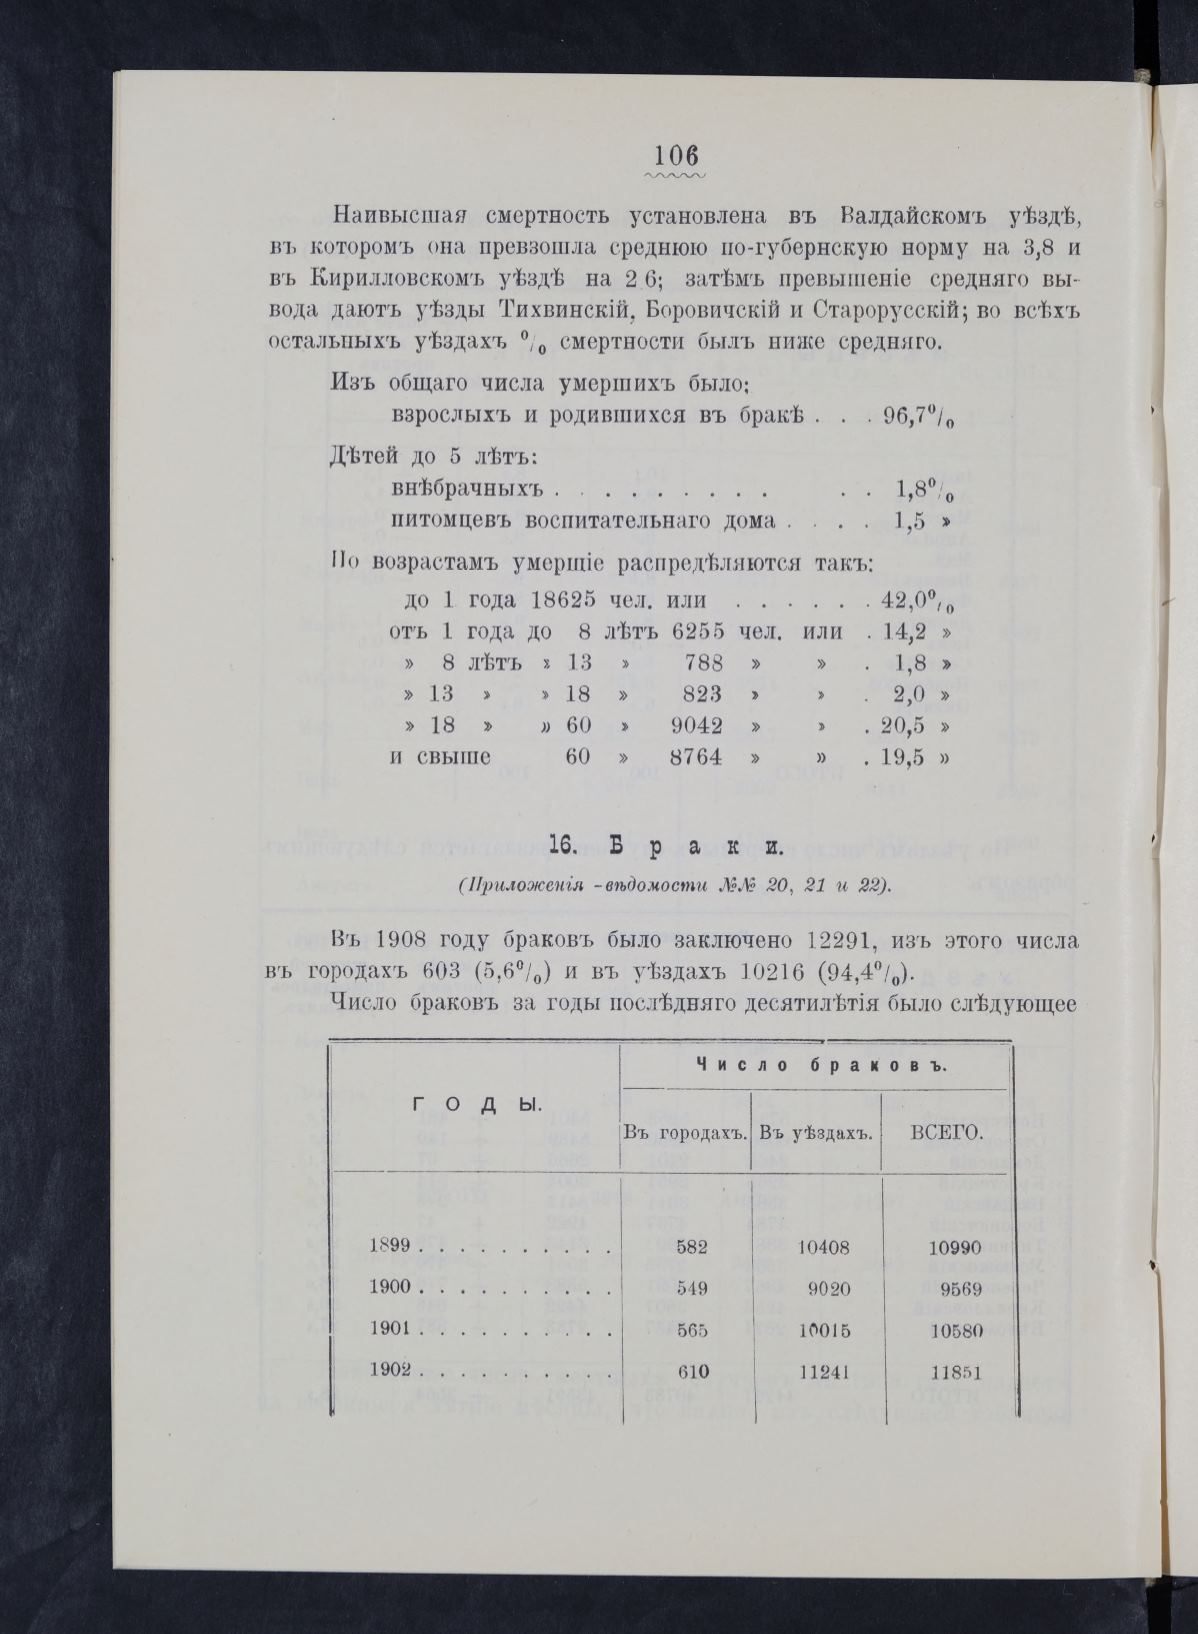 106
Наивысшая смертность установлена въ Валдайскомъ уѣздѣ,
въ которомъ она превзошла среднюю по-губернскую норму на 3,8 и
въ Кирилловскомъ уѣздѣ на 2 6; затѣмъ превышеніе средняго вы-
вода даютъ уѣзды Тихвинскій, Боровичскій и Старорусскій; во всѣхъ
остальныхъ уѣздахъ % смертности былъ ниже средняго.
Изъ общаго числа умершихъ было:
взрослыхъ и родившихся въ бракѣ . . . 96,7%
Дѣтей до 5 лѣтъ:
внѣбрачныхъ . . . . . . . . . . . 1,8%
питомцевъ воспитательнаго дома . . . . 1,5 »
По возрастамъ умершіе распредѣляются такъ:
до 1 года 18625 чел. или . . . . . . 42,0%
отъ 1 года до 8 лѣтъ 6255 чел. или . 14,2 »
» 8 лѣтъ » 13 » 788 » » . 1,8 »
» 13 » » 18 » 823 » » . 2,0 »
» 18 » » 60 » 9042 » » . 20,5 »
и свыше 60 » 8764 » » . 19,5 »
16. Браки.
(Приложенія -вѣдомости №№ 20, 21 и 22).
Въ 1908 году браковъ было заключено 12291, изъ этого числа
въ городахъ 603 (5,6%) и въ уѣздахъ 10216 (94,4%).
Число браковъ за годы послѣдняго десятилѣтія было слѣдующее
Число браковъ.
ГОДЫ.
Въ городахъ. Въ уѣздахъ. ВСЕГО.
1899 . . . . . . . . . . 582 10408 10990
1900 . . . . . . . . . . 549 9020 9569
1901 . . . . . . . . . . 565 10015 10580
1902 . . . . . . . . . . 610 11241 11851